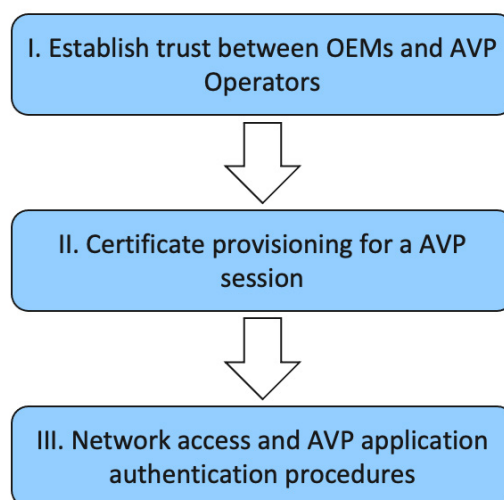 I. Establish trust between OEMs and AVP
Operators
II. Certificate provisioning for a AVP
session
III. Network access and AVP application
authentication procedures